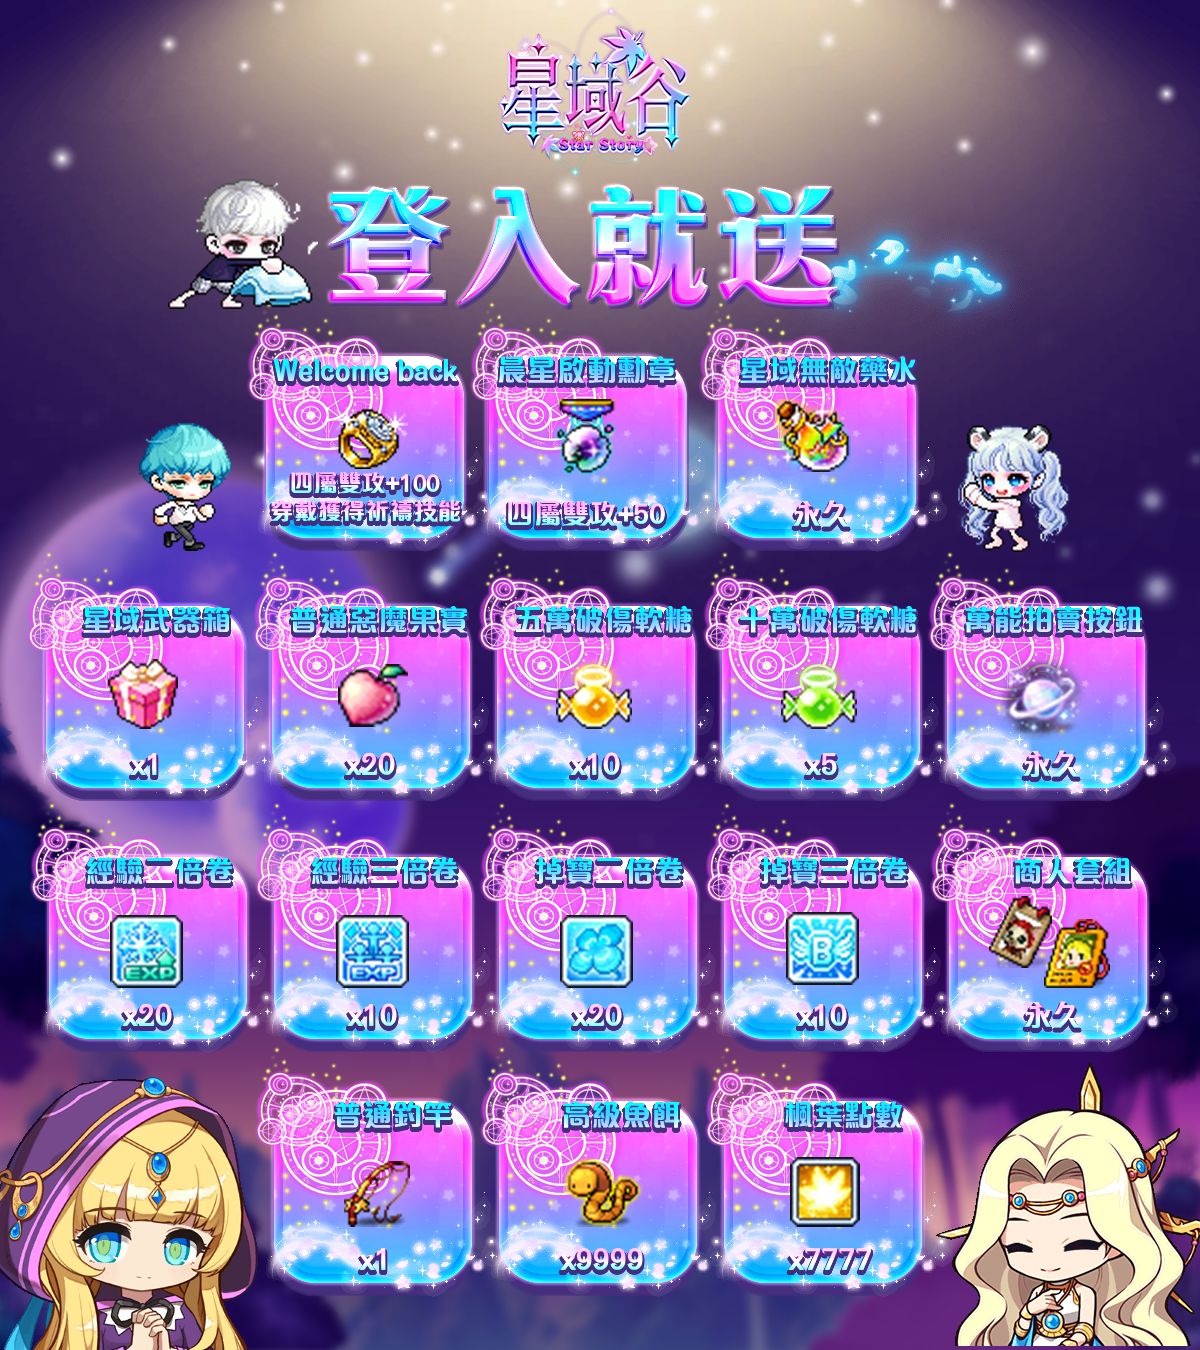 星域谷
Star Story
登入就送
Welcome back
四屬雙攻+100
穿戴獲得祈禱技能
晨星啟動勳章
四屬雙攻+50
星域無敵藥水
永久
星域武器箱
x1
普通惡魔果實
x20
五萬破傷軟糖
x10
十萬破傷軟糖
x5
萬能拍賣按鈕
永久
經驗二倍卷
EXP
x20
經驗三倍卷
EXP
x10
掉寶二倍卷
x20
掉寶三倍卷
B
x10
商人套組
永久
普通釣竿
x1
高級魚餌
x9999
楓葉點數
x7777